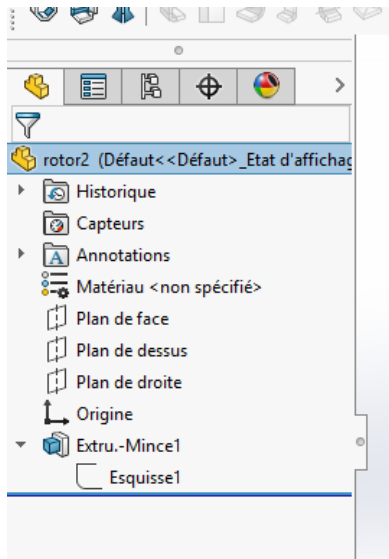 rotor2 (Défaut<<Défaut>_Etat d'affichag
Historique
Capteurs
Annotations
Matériau <non spécifié>
Plan de face
Plan de dessus
Plan de droite
Origine
Extru.-Mince1
Esquisse1